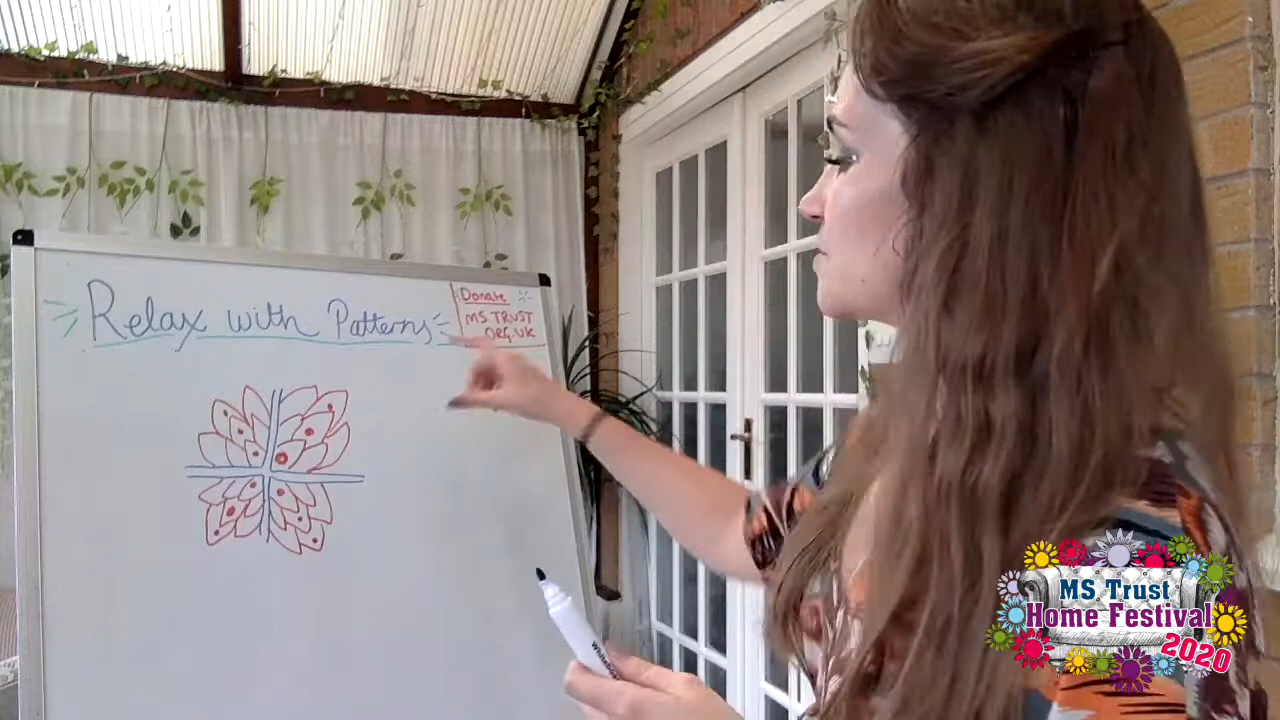 Relax with Patterns
Donate
MS TRUST
ORG.UK
MS Trust
Home Festival
2020